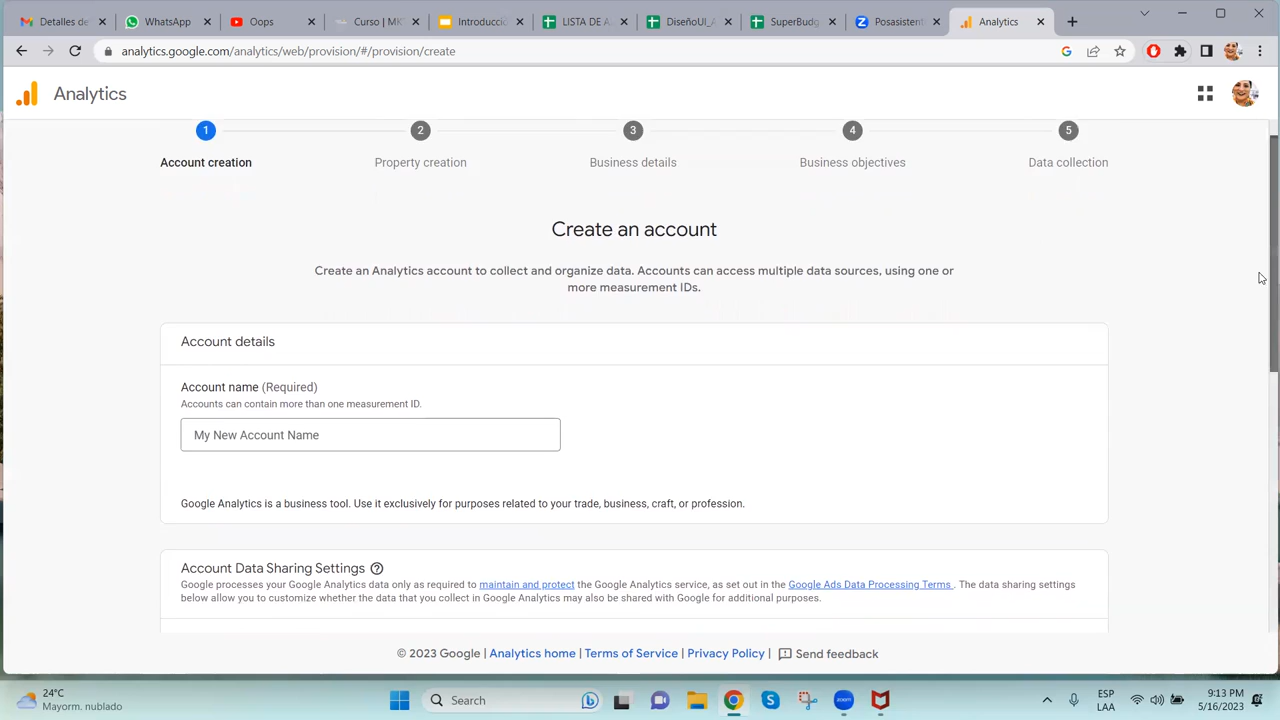 Detalles de
WhatsApp
Oops
Curso | MK
Introducció
LISTA DE A
DiseñoUI_A
SuperBudg
Posasistent
Analytics
analytics.google.com/analytics/web/provision/#/provision/create
Analytics
1
2
3
4
5
Account creation
Property creation
Business details
Business objectives
Data collection
Create an account
Create an Analytics account to collect and organize data. Accounts can access multiple data sources, using one or
more measurement IDs.
Account details
Account name (Required)
Accounts can contain more than one measurement ID.
My New Account Name
Google Analytics is a business tool. Use it exclusively for purposes related to your trade, business, craft, or profession.
Account Data Sharing Settings
Google processes your Google Analytics data only as required to maintain and protect the Google Analytics service, as set out in the Google Ads Data Processing Terms . The data sharing settings
below allow you to customize whether the data that you collect in Google Analytics may also be shared with Google for additional purposes.
© 2023 Google | Analytics home | Terms of Service | Privacy Policy | Send feedback
24°C
Mayorm. nublado
Search
zoom
ESP
LAA
9:13 PM
5/16/2023